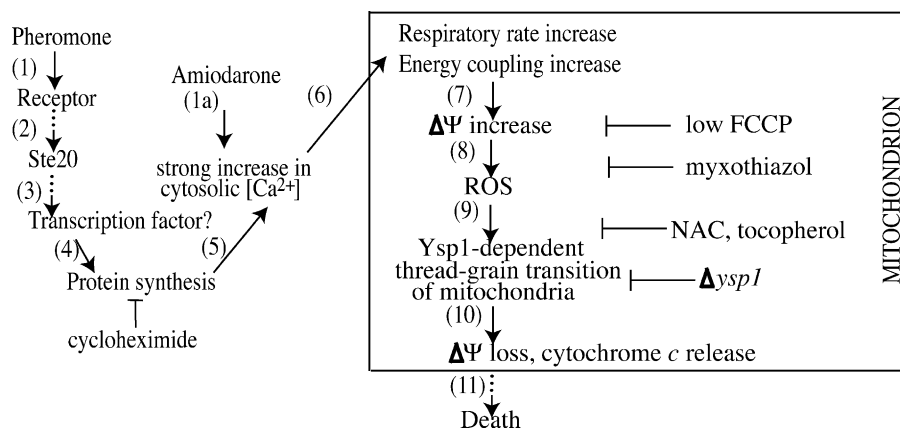 Pheromone
(1)
Receptor
(2)
Ste20
(3)
Transcription factor?
(4)
Protein synthesis
cycloheximide
Amiodarone
(1a)
strong increase in
cytosolic [Ca2+]
(5)
(6)
Respiratory rate increase
Energy coupling increase
(7)
ΔΨ increase
(8)
ROS
(9)
Ysp1-dependent
thread-grain transition
of mitochondria
(10)
ΔΨ loss, cytochrome c release
(11)
Death
low FCCP
myxothiazol
NAC, tocopherol
Δysp1
MITOCHONDRION